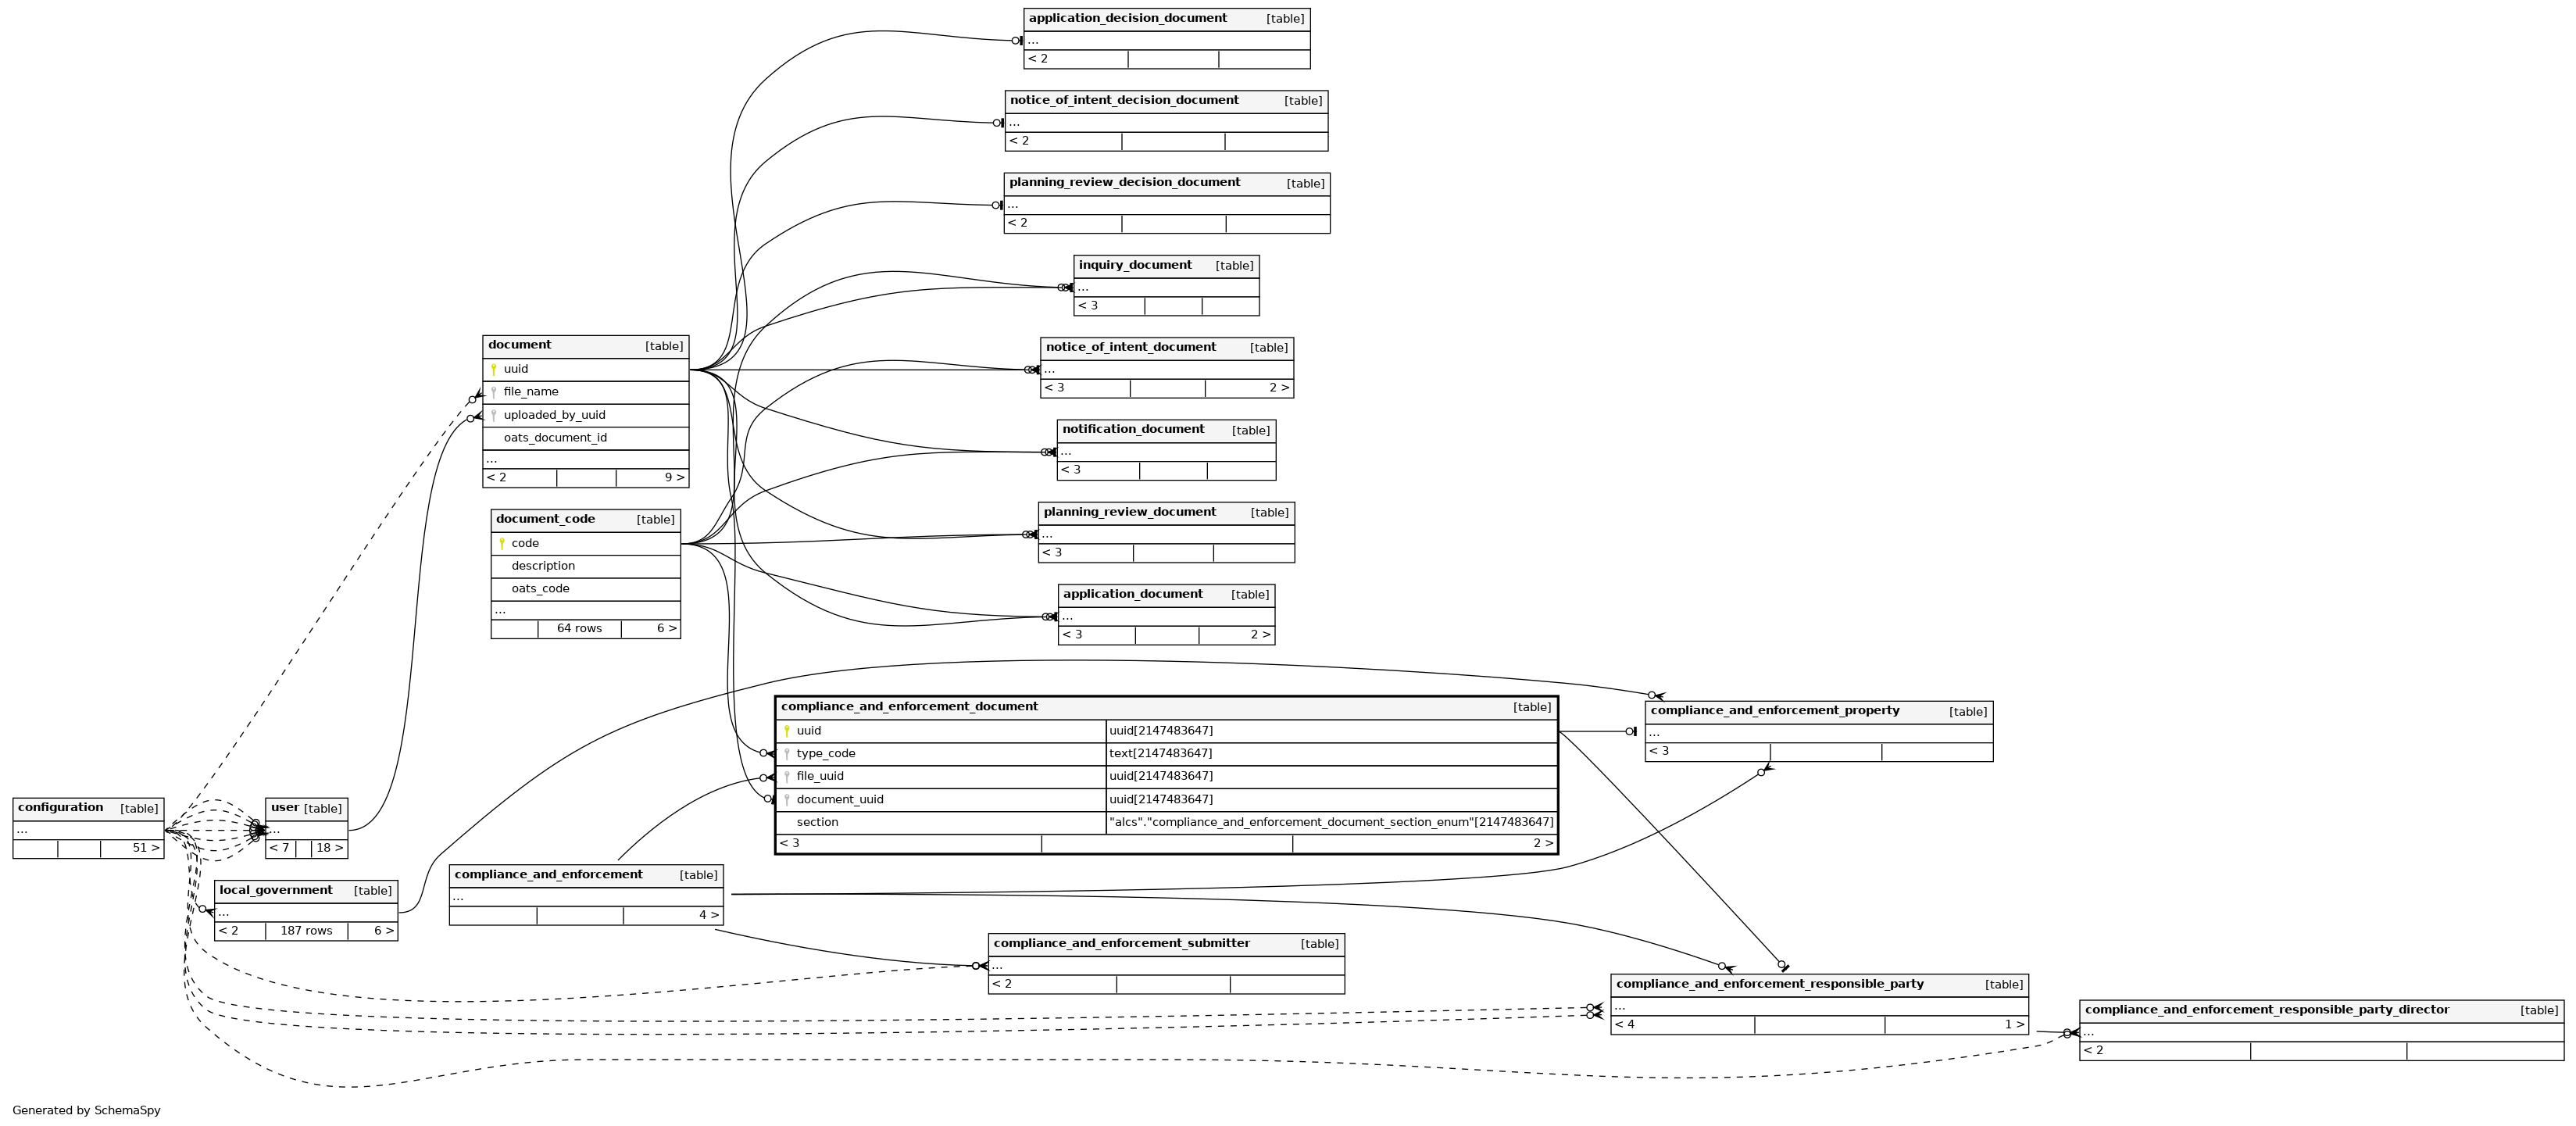 application_decision_document [table]
...
< 2
notice_of_intent_decision_document [table]
...
< 2
planning_review_decision_document [table]
...
< 2
inquiry_document [table]
...
< 3
document [table]
uuid
file_name
uploaded_by_uuid
oats_document_id
...
< 2 9 >
notice_of_intent_document [table]
...
< 3 2 >
notification_document [table]
...
< 3
document_code [table]
code
description
oats_code
...
64 rows 6 >
planning_review_document [table]
...
< 3
application_document [table]
...
< 3 2 >
compliance_and_enforcement_document [table]
uuid uuid[2147483647]
type_code text[2147483647]
file_uuid uuid[2147483647]
document_uuid uuid[2147483647]
section "alcs"."compliance_and_enforcement_document_section_enum"[2147483647]
< 3 2 >
compliance_and_enforcement_property [table]
...
< 3
configuration [table]
...
51 >
user [table]
...
< 7 18 >
local_government [table]
...
< 2 187 rows 6 >
compliance_and_enforcement [table]
...
4 >
compliance_and_enforcement_submitter [table]
...
< 2
compliance_and_enforcement_responsible_party [table]
...
< 4 1 >
compliance_and_enforcement_responsible_party_director [table]
...
< 2
Generated by SchemaSpy